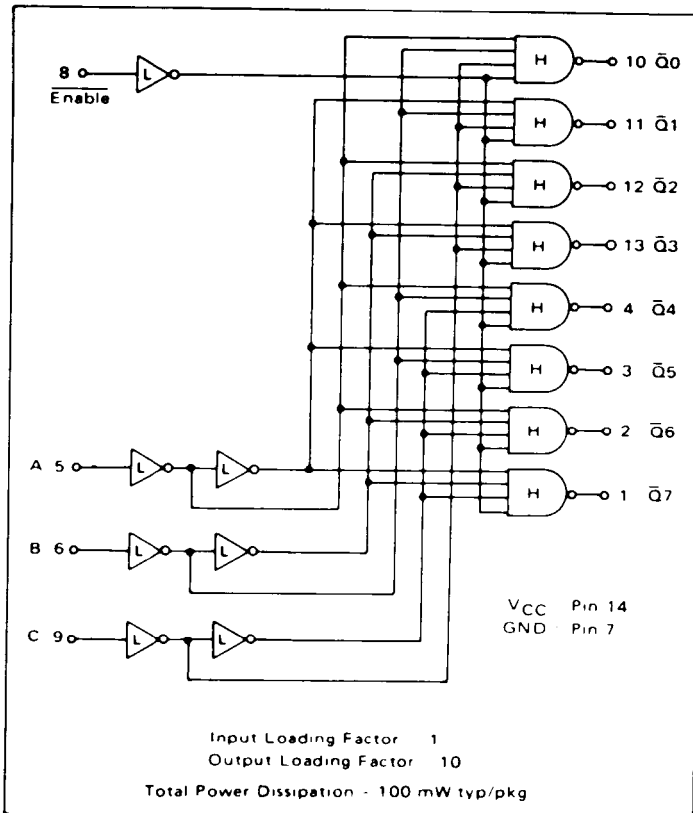 8
Enable
L
H
10 Q̄0
H
11 Q̄1
H
12 Q̄2
H
13 Q̄3
H
4 Q̄4
H
3 Q̄5
H
2 Q̄6
H
1 Q̄7
A 5
L
L
B 6
L
L
C 9
L
L
VCC Pin 14
GND Pin 7
Input Loading Factor 1
Output Loading Factor 10
Total Power Dissipation - 100 mW typ/pkg